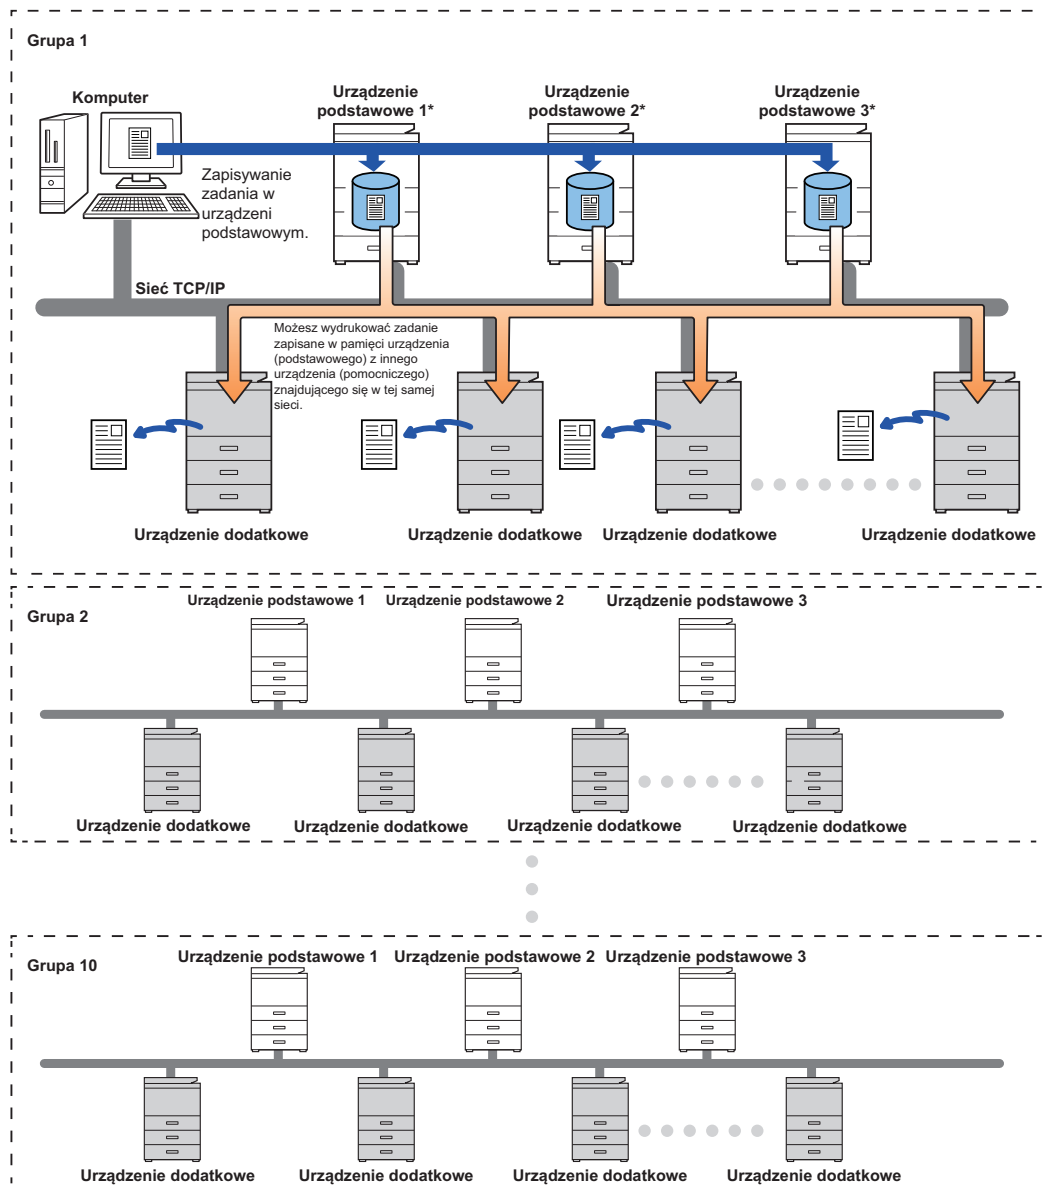 Grupa 1
Komputer
Urządzenie
podstawowe 1*
Urządzenie
podstawowe 2*
Urządzenie
podstawowe 3*
Zapisywanie
zadania w
urządzeni
podstawowym.
Sieć TCP/IP
Możesz wydrukować zadanie
zapisane w pamięci urządzenia
(podstawowego) z innego
urządzenia (pomocniczego)
znajdującego się w tej samej
sieci.
Urządzenie dodatkowe
Urządzenie dodatkowe
Urządzenie dodatkowe
Urządzenie dodatkowe
Grupa 2
Urządzenie podstawowe 1
Urządzenie podstawowe 2
Urządzenie podstawowe 3
Urządzenie dodatkowe
Urządzenie dodatkowe
Urządzenie dodatkowe
Urządzenie dodatkowe
Grupa 10
Urządzenie podstawowe 1
Urządzenie podstawowe 2
Urządzenie podstawowe 3
Urządzenie dodatkowe
Urządzenie dodatkowe
Urządzenie dodatkowe
Urządzenie dodatkowe